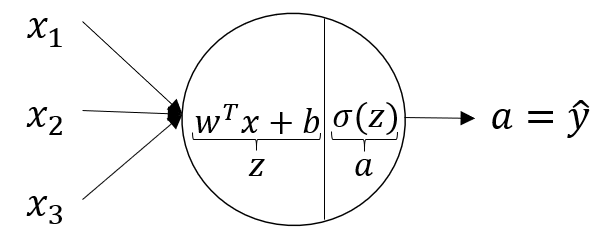 x₁
x₂
x₃
wᵀx + b
z
σ(z)
a
a = ŷ